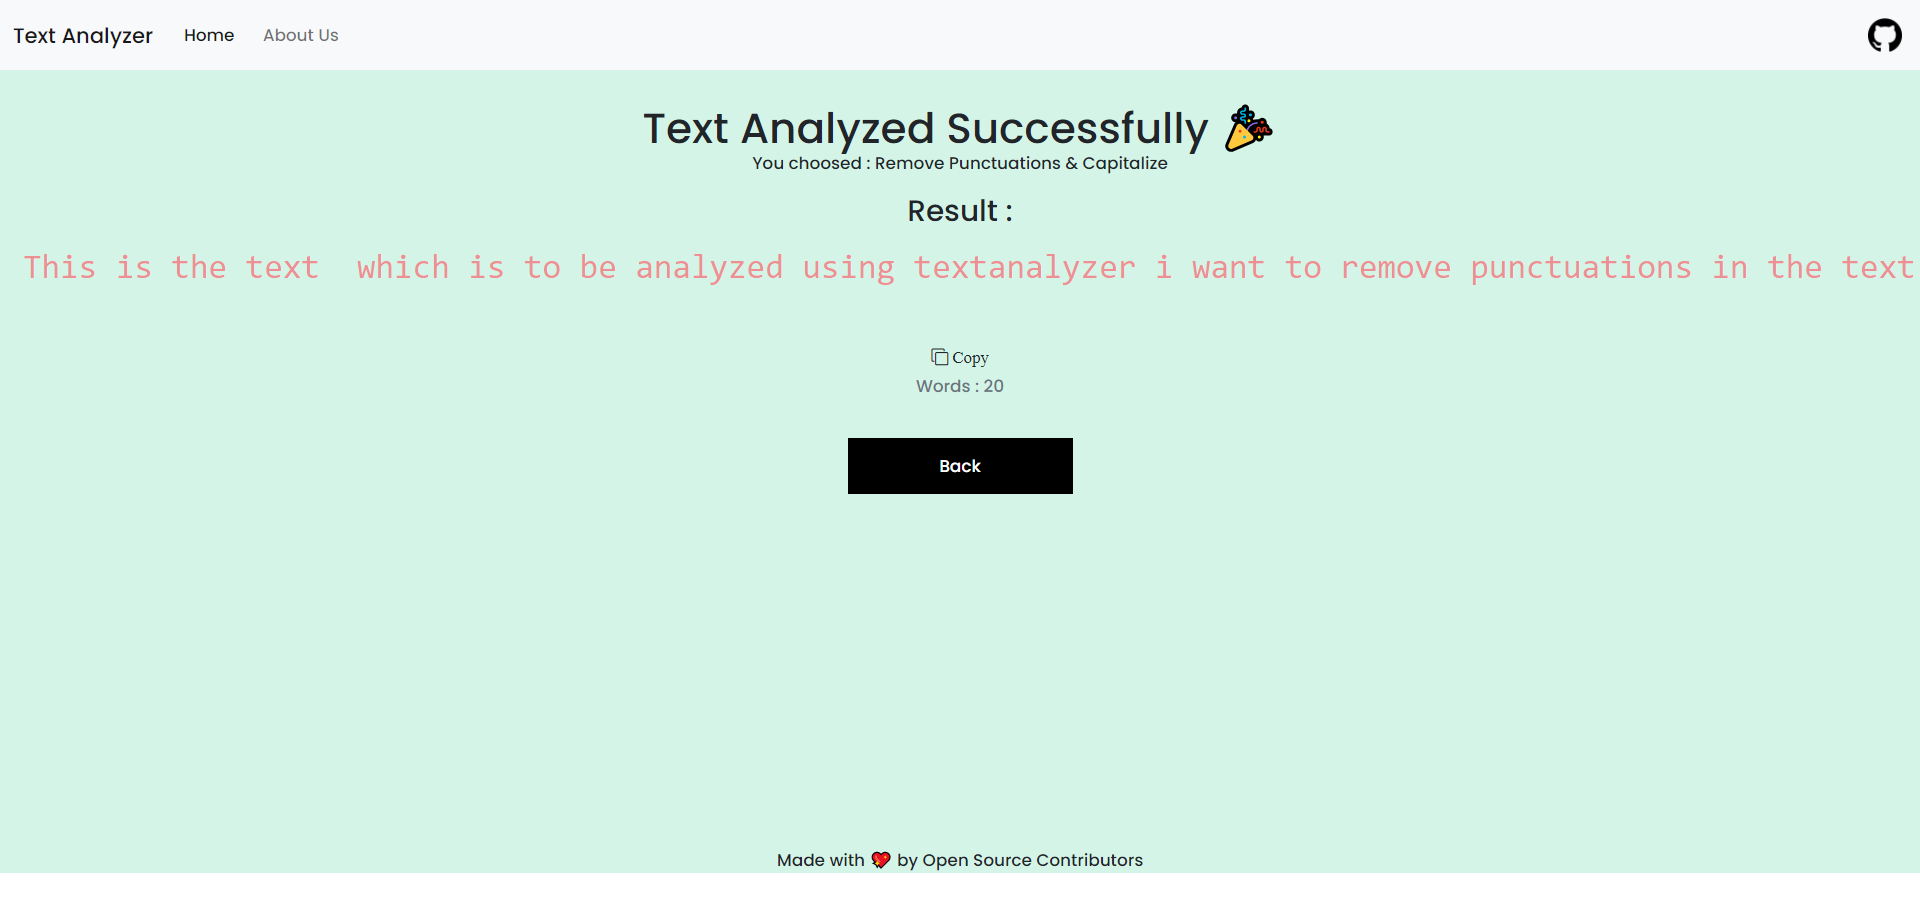 Text Analyzer Home About Us
Text Analyzed Successfully 🎉
You choosed : Remove Punctuations & Capitalize
Result :
This is the text  which is to be analyzed using textanalyzer i want to remove punctuations in the text
Copy
Words : 20
Back
Made with 💖 by Open Source Contributors